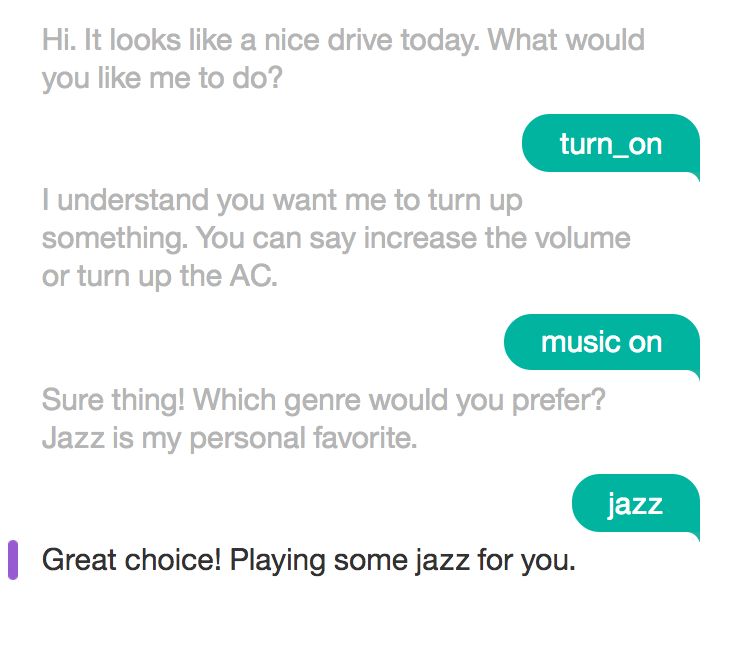 Hi. It looks like a nice drive today. What would
you like me to do?
turn_on
I understand you want me to turn up
something. You can say increase the volume
or turn up the AC.
music on
Sure thing! Which genre would you prefer?
Jazz is my personal favorite.
jazz
Great choice! Playing some jazz for you.